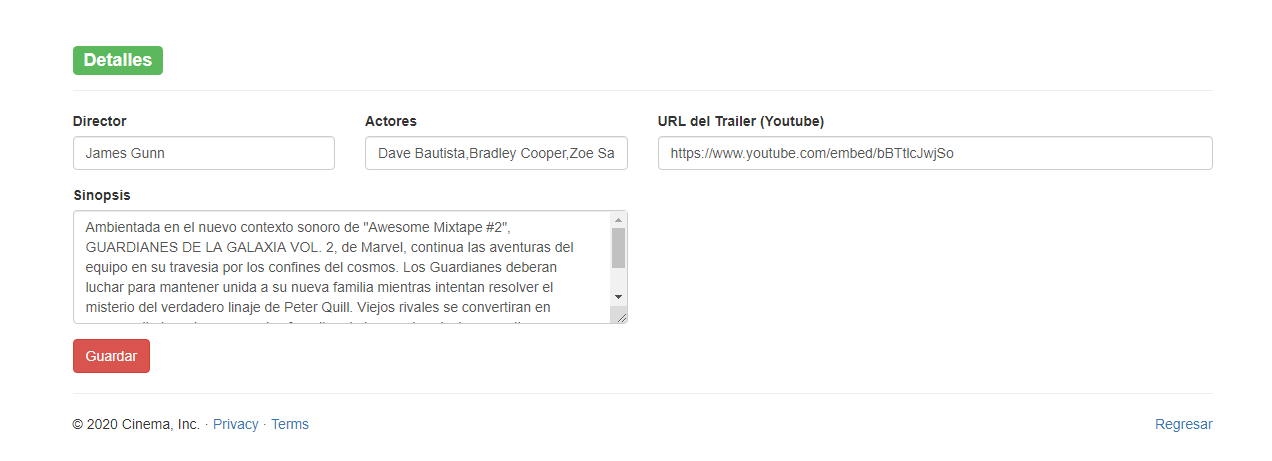 Detalles
Director
Actores
URL del Trailer (Youtube)
James Gunn
Dave Bautista,Bradley Cooper,Zoe Sa
https://www.youtube.com/embed/bBTtIcJwjSo
Sinopsis
Ambientada en el nuevo contexto sonoro de "Awesome Mixtape #2",
GUARDIANES DE LA GALAXIA VOL. 2, de Marvel, continua las aventuras del
equipo en su travesia por los confines del cosmos. Los Guardianes deberan
luchar para mantener unida a su nueva familia mientras intentan resolver el
misterio del verdadero linaje de Peter Quill. Viejos rivales se convertiran en
Guardar
© 2020 Cinema, Inc. · Privacy · Terms
Regresar